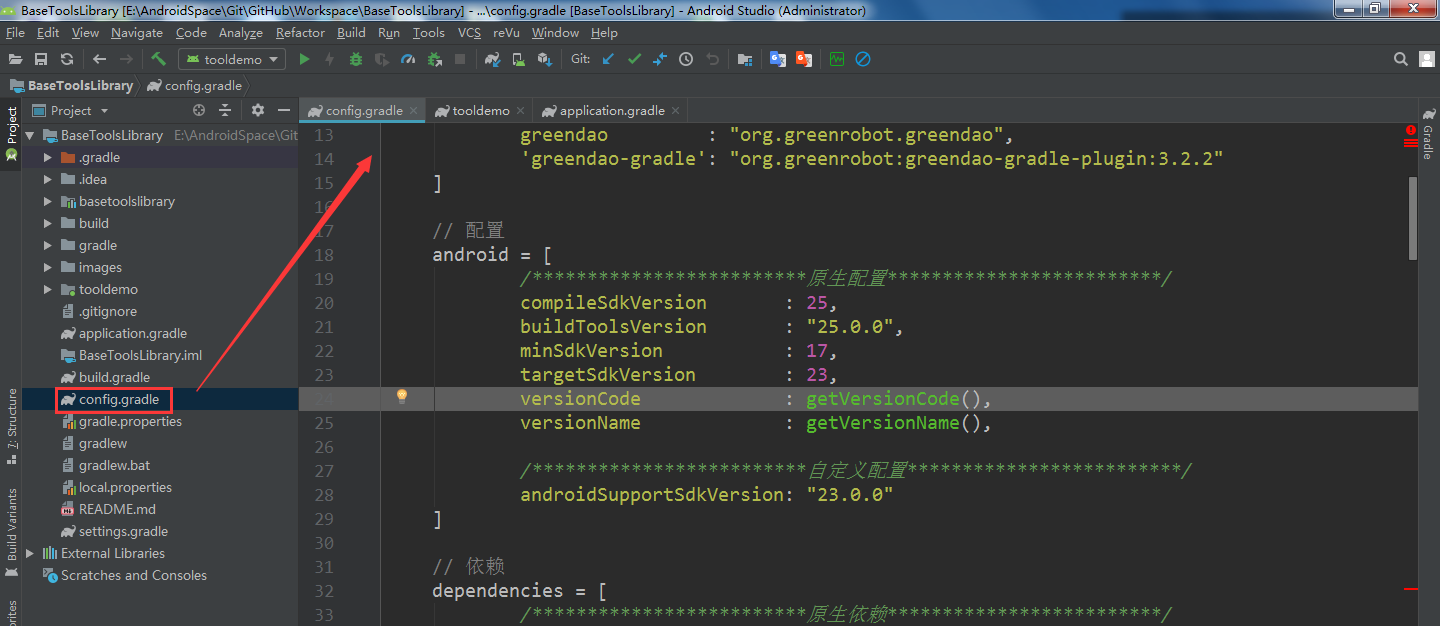 BaseToolsLibrary [E:\AndroidSpace\Git\GitHub\Workspace\BaseToolsLibrary] - ...\config.gradle [BaseToolsLibrary] - Android Studio (Administrator)
File Edit View Navigate Code Analyze Refactor Build Run Tools VCS reVu Window Help
tooldemo Git:
BaseToolsLibrary config.gradle
Project
config.gradle tooldemo application.gradle
Project
7: Structure
Build Variants
Gradle
BaseToolsLibrary E:\AndroidSpace\Git
.gradle
.idea
basetoolslibrary
build
gradle
images
tooldemo
.gitignore
application.gradle
BaseToolsLibrary.iml
build.gradle
config.gradle
gradle.properties
gradlew
gradlew.bat
local.properties
README.md
settings.gradle
External Libraries
Scratches and Consoles
13 greendao : "org.greenrobot.greendao",
14 'greendao-gradle': "org.greenrobot:greendao-gradle-plugin:3.2.2"
15 ]
16
17 // 配置
18 android = [
19 /*************************原生配置*************************/
20 compileSdkVersion : 25,
21 buildToolsVersion : "25.0.0",
22 minSdkVersion : 17,
23 targetSdkVersion : 23,
24 versionCode : getVersionCode(),
25 versionName : getVersionName(),
26
27 /*************************自定义配置*************************/
28 androidSupportSdkVersion: "23.0.0"
29 ]
30
31 // 依赖
32 dependencies = [
33 /*************************原生依赖*************************/